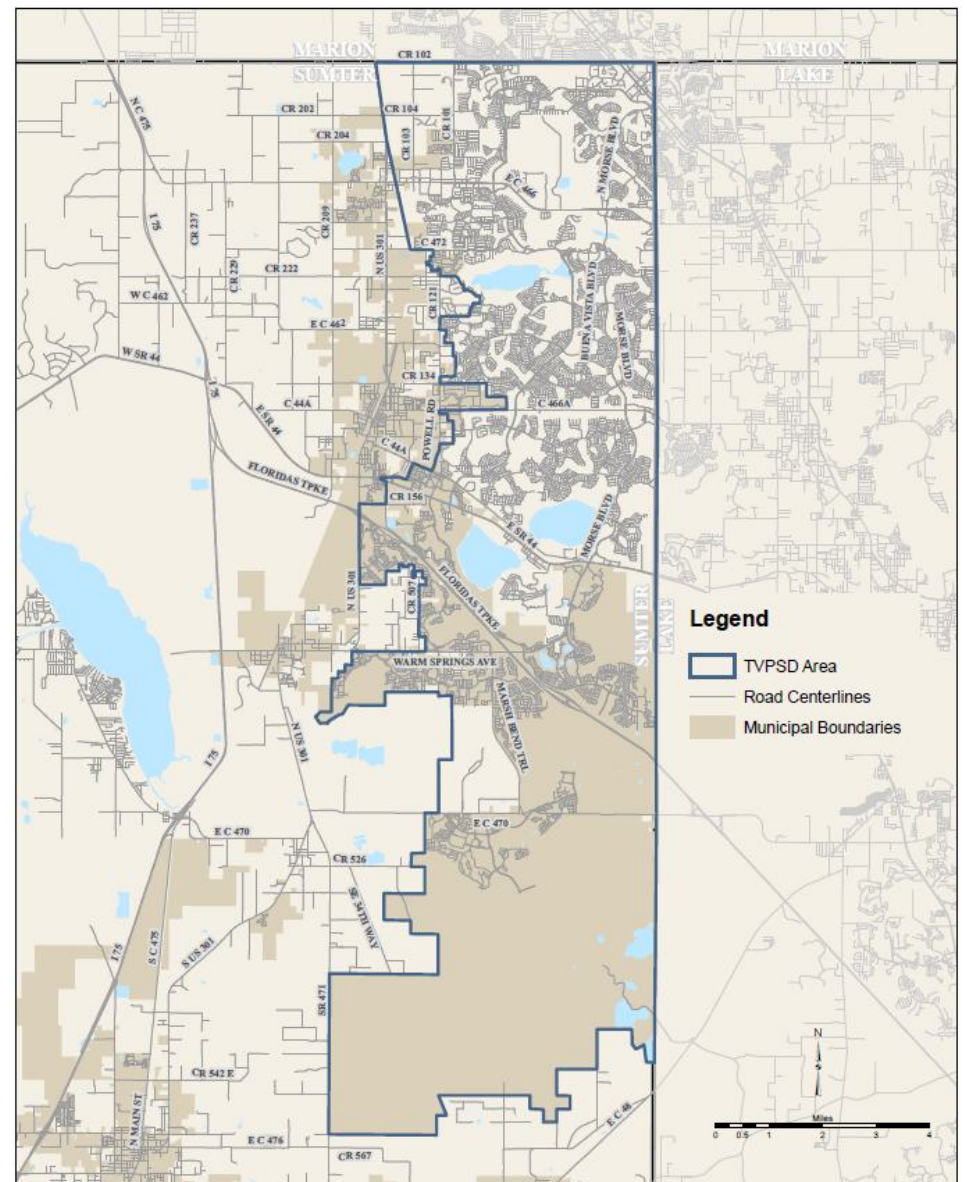 MARION
CR 102
MARION
SUMTER
LAKE
N C 475
CR 202
CR 104
CR 101
CR 204
CR 103
N MORSE BLVD
E C 466
I 75
CR 237
CR 209
N US 301
C 472
CR 229
CR 222
CR 121
BUENA VISTA BLVD
W C 462
E C 462
MORSE BLVD
W SR 44
CR 134
I 75
C 44A
POWELL RD
C 466A
E SR 44
C 44A
FLORIDAS TPKE
CR 156
E SR 44
MORSE BLVD
N US 301
CR 507
FLORIDAS TPKE
SUMTER
LAKE
Legend
TVPSD Area
Road Centerlines
Municipal Boundaries
WARM SPRINGS AVE
MARSH BEND TRL
N US 301
I 75
E C 470
E C 470
CR 526
SE 34TH WAY
I 75
S C 475
S US 301
SR 471
N
CR 542 E
N MAIN ST
E C 48
Miles
0 0.5 1 2 3 4
E C 476
CR 567